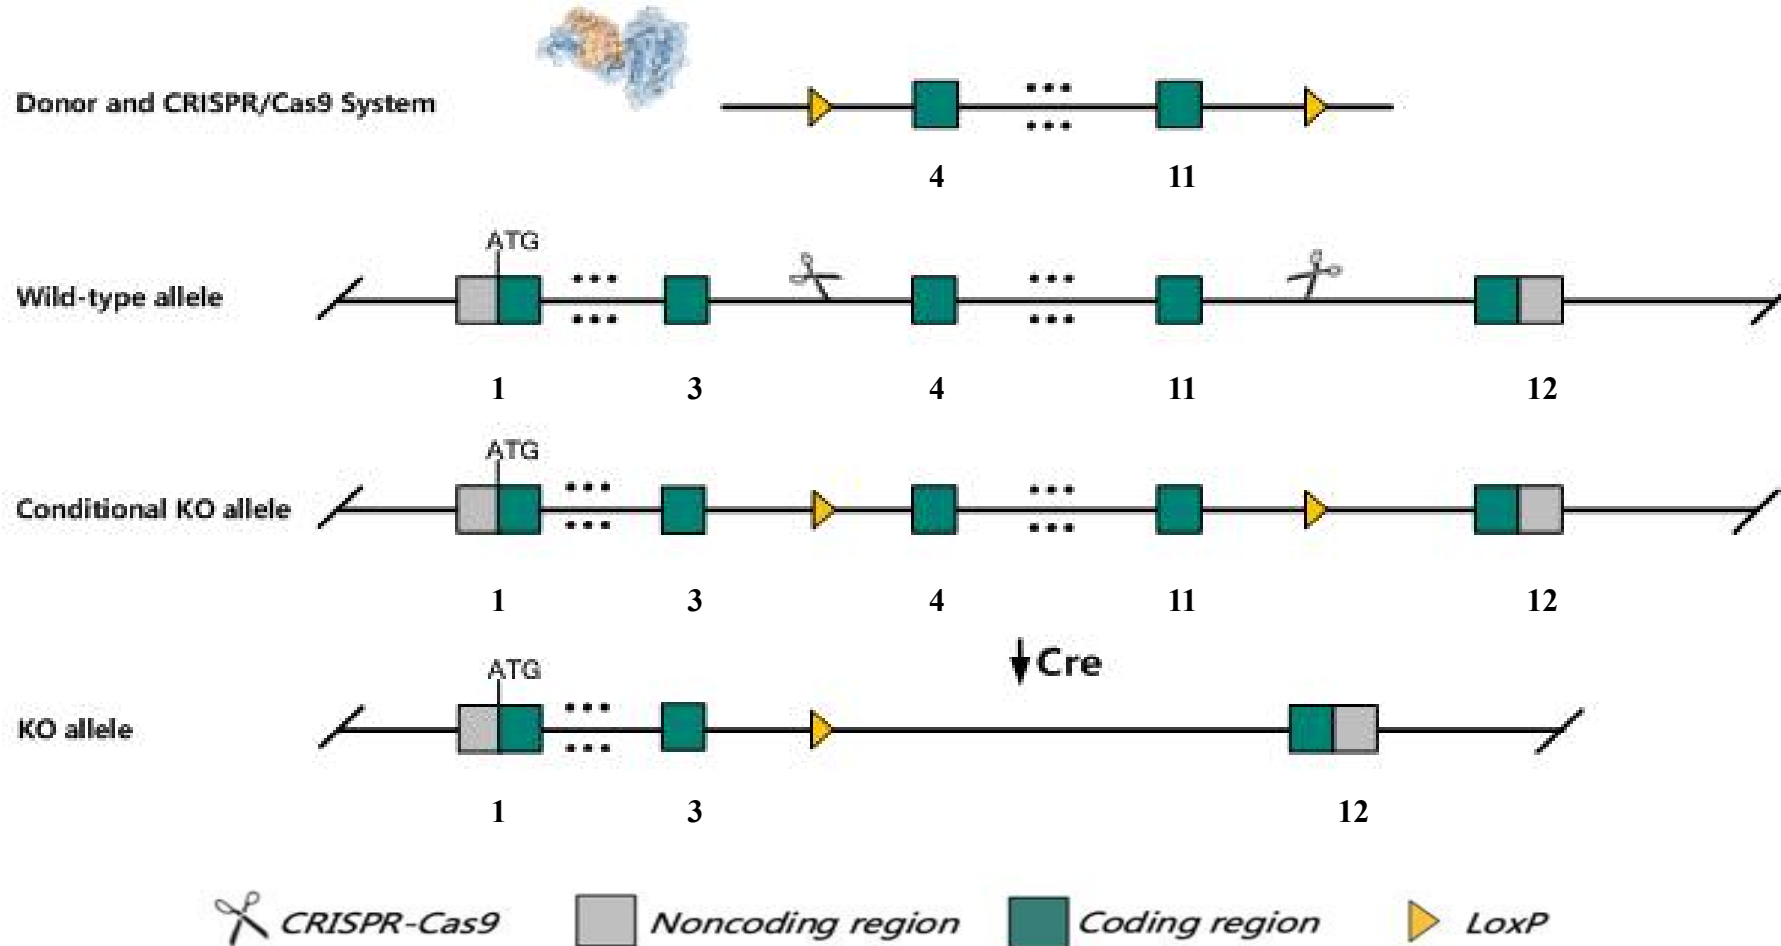 Donor and CRISPR/Cas9 System
4 11
ATG
Wild-type allele
1 3 4 11 12
ATG
Conditional KO allele
1 3 4 11 12
Cre
ATG
KO allele
1 3 12
CRISPR-Cas9 Noncoding region Coding region LoxP